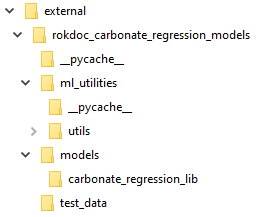 external
rokdoc_carbonate_regression_models
__pycache__
ml_utilities
__pycache__
utils
models
carbonate_regression_lib
test_data